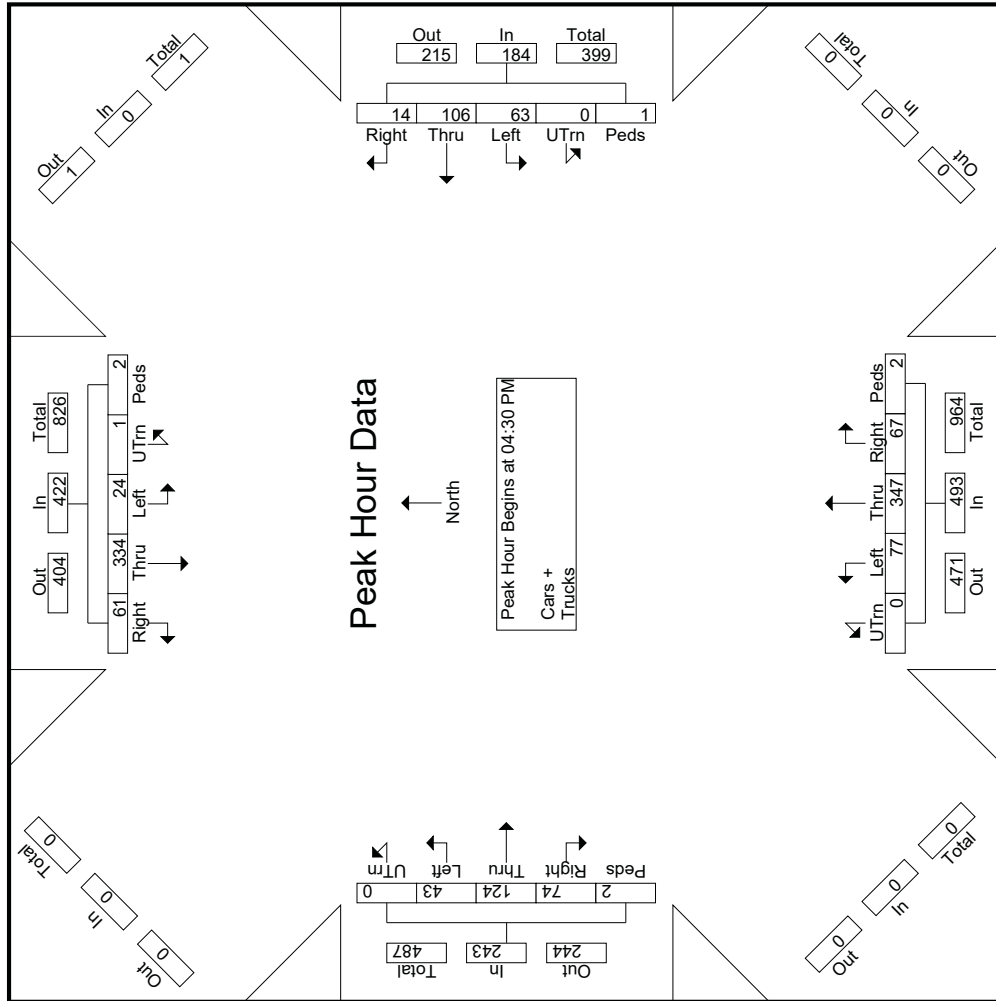 Out In Total
1 0 1
Out In Total
215 184 399
14 106 63 0 1
Right Thru Left UTrn Peds
Total In Out
0 0 0
Out In Total
404 422 826
61 334 24 1 2
Right Thru Left UTrn Peds
Peak Hour Data
North
Peak Hour Begins at 04:30 PM
Cars +
Trucks
UTrn Left Thru Right Peds
0 77 347 67 2
471 493 964
Out In Total
Total In Out
0 0 0
UTrn Left Thru Right Peds
0 43 124 74 2
487 243 244
Total In Out
0 0 0
Out In Total